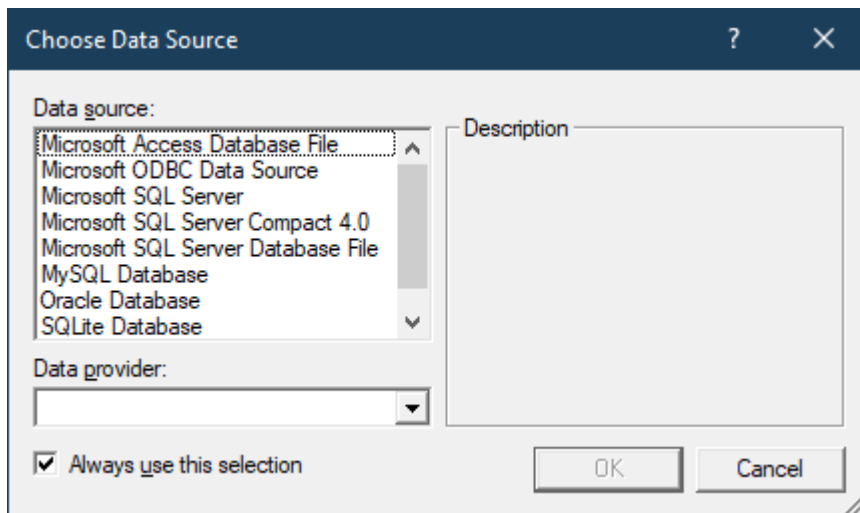 Choose Data Source
Data source:
Microsoft Access Database File
Microsoft ODBC Data Source
Microsoft SQL Server
Microsoft SQL Server Compact 4.0
Microsoft SQL Server Database File
MySQL Database
Oracle Database
SQLite Database
Description
Data provider:
Always use this selection
OK
Cancel